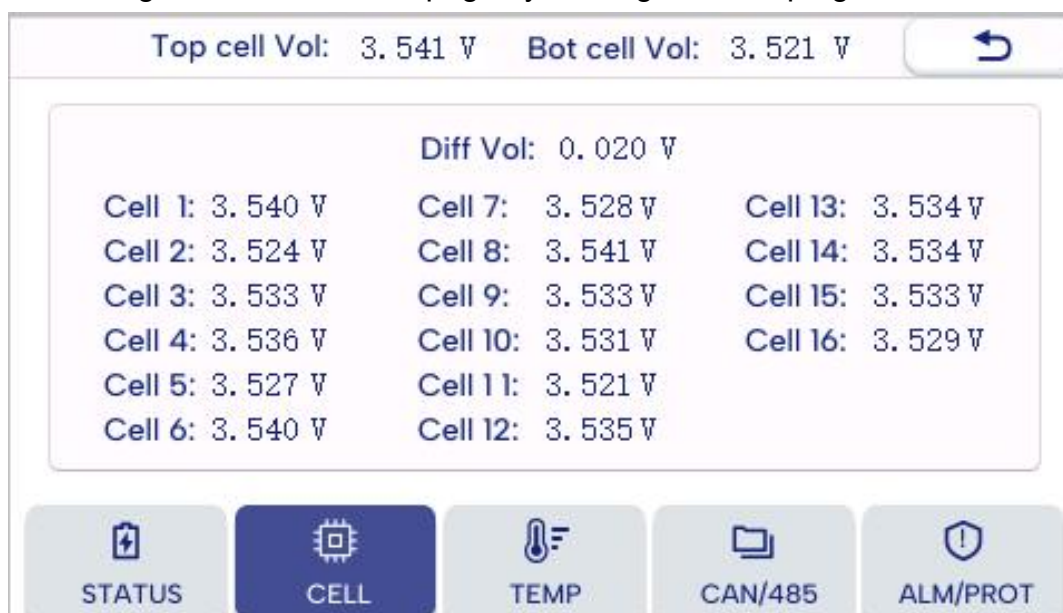 Top cell Vol: 3.541 V Bot cell Vol: 3.521 V
Diff Vol: 0.020 V
Cell 1: 3.540 V Cell 7: 3.528 V Cell 13: 3.534 V
Cell 2: 3.524 V Cell 8: 3.541 V Cell 14: 3.534 V
Cell 3: 3.533 V Cell 9: 3.533 V Cell 15: 3.533 V
Cell 4: 3.536 V Cell 10: 3.531 V Cell 16: 3.529 V
Cell 5: 3.527 V Cell 11: 3.521 V
Cell 6: 3.540 V Cell 12: 3.535 V
STATUS CELL TEMP CAN/485 ALM/PROT